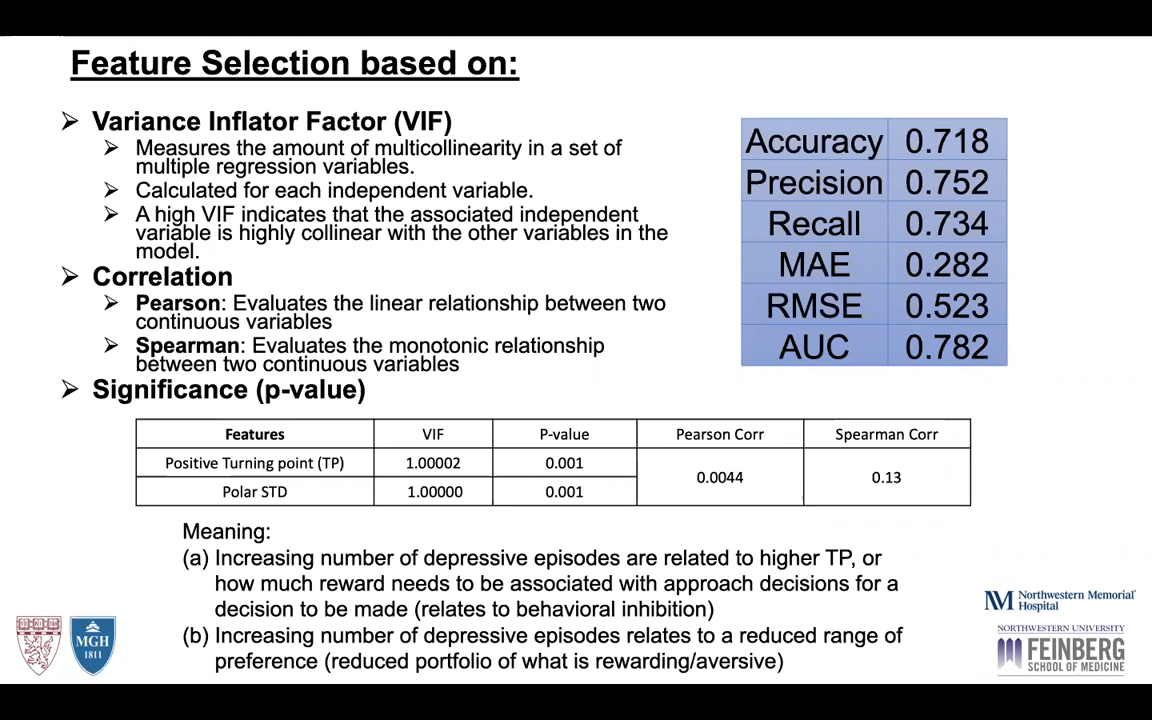 Feature Selection based on:
➢ Variance Inflator Factor (VIF)
➢ Measures the amount of multicollinearity in a set of
multiple regression variables.
➢ Calculated for each independent variable.
➢ A high VIF indicates that the associated independent
variable is highly collinear with the other variables in the
model.
➢ Correlation
➢ Pearson: Evaluates the linear relationship between two
continuous variables
➢ Spearman: Evaluates the monotonic relationship
between two continuous variables
➢ Significance (p-value)
Accuracy 0.718
Precision 0.752
Recall 0.734
MAE 0.282
RMSE 0.523
AUC 0.782
Features VIF P-value Pearson Corr Spearman Corr
Positive Turning point (TP) 1.00002 0.001
0.0044 0.13
Polar STD 1.00000 0.001
Meaning:
(a) Increasing number of depressive episodes are related to higher TP, or
how much reward needs to be associated with approach decisions for a
decision to be made (relates to behavioral inhibition)
(b) Increasing number of depressive episodes relates to a reduced range of
preference (reduced portfolio of what is rewarding/aversive)
MGH
1811
NM Northwestern Memorial®
Hospital
NORTHWESTERN UNIVERSITY
FEINBERG
SCHOOL OF MEDICINE